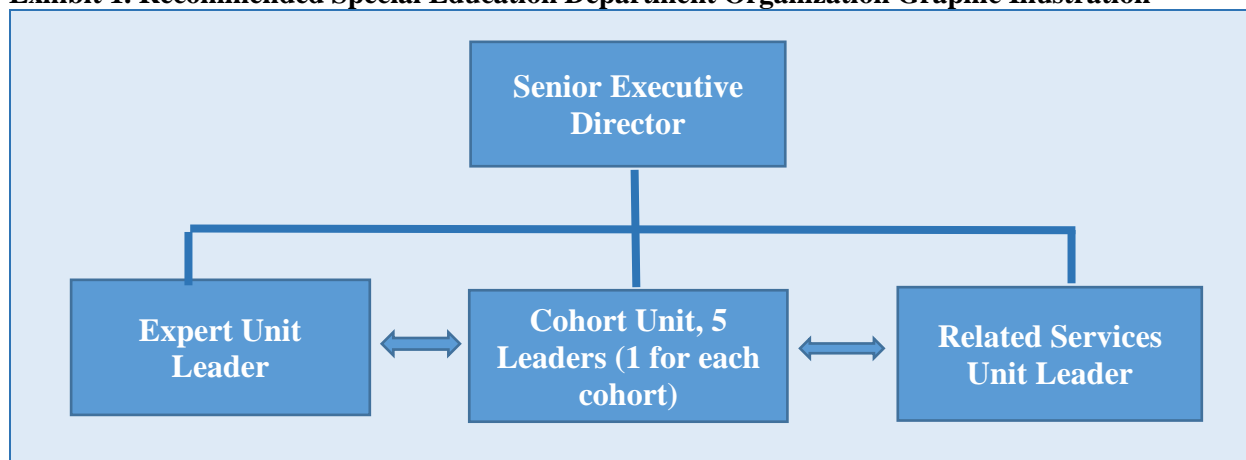 Exhibit 1. Recommended Special Education Department Organization Graphic Illustration
Senior Executive
Director
Expert Unit
Leader
Cohort Unit, 5
Leaders (1 for each
cohort)
Related Services
Unit Leader